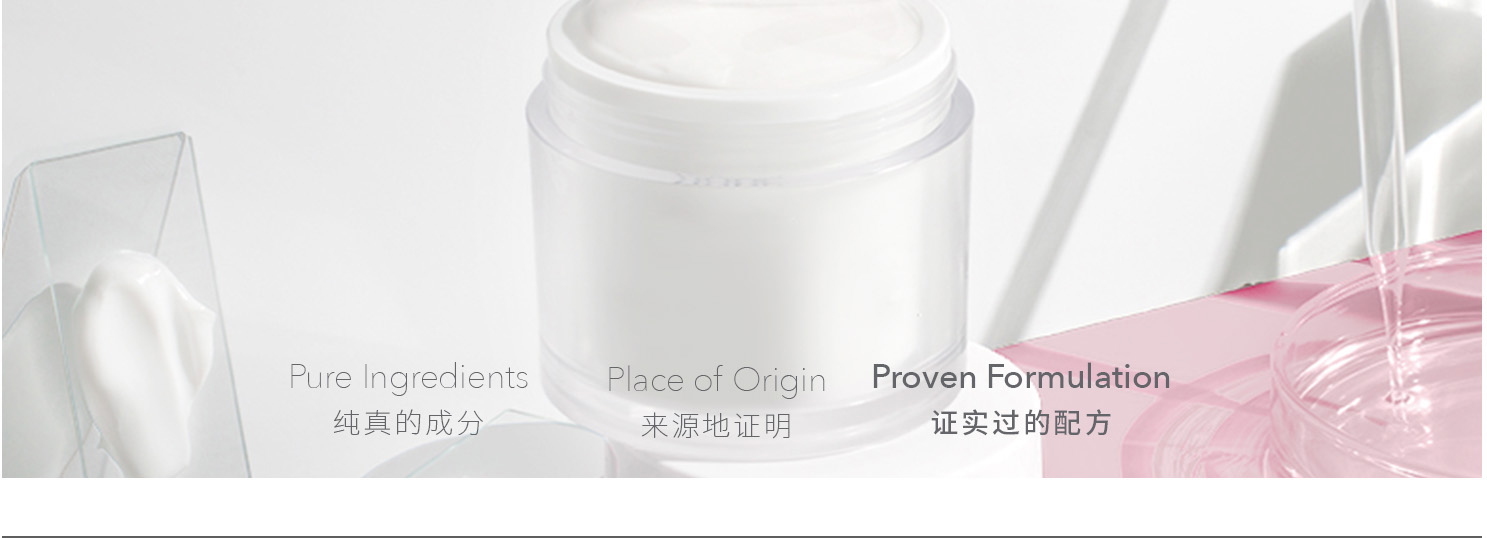 Pure Ingredients
纯真的成分
Place of Origin
来源地证明
Proven Formulation
证实过的配方